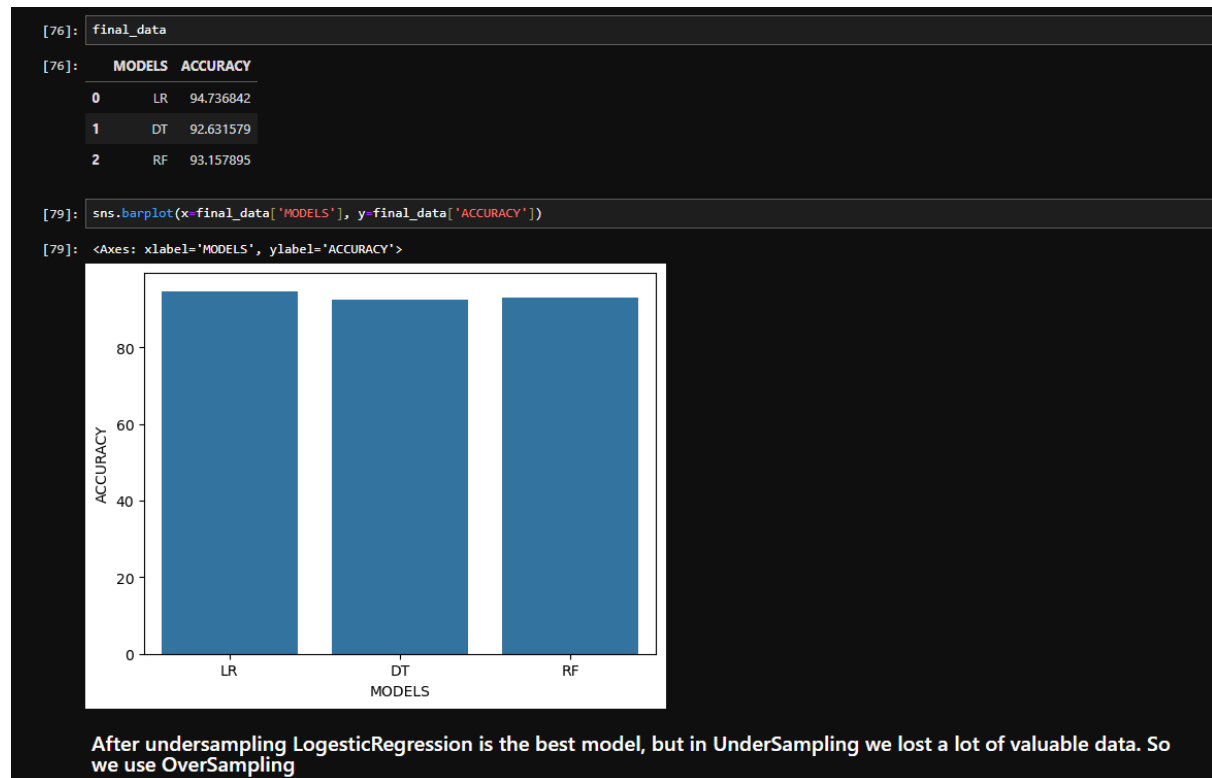 [76]: final_data
[76]: MODELS ACCURACY
0 LR 94.736842
1 DT 92.631579
2 RF 93.157895
[79]: sns.barplot(x=final_data['MODELS'], y=final_data['ACCURACY'])
[79]: <Axes: xlabel='MODELS', ylabel='ACCURACY'>
80
60
40
20
0
ACCURACY
LR DT RF
MODELS
After undersampling LogesticRegression is the best model, but in UnderSampling we lost a lot of valuable data. So
we use OverSampling